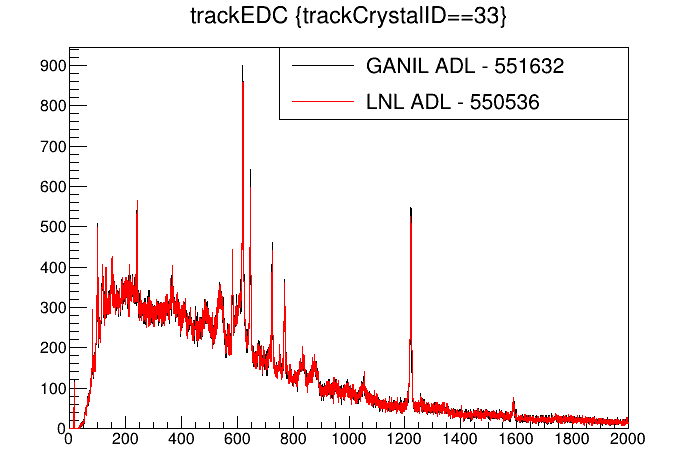 trackEDC {trackCrystalID==33}
GANIL ADL - 551632
LNL ADL - 550536
900
800
700
600
500
400
300
200
100
0
0 200 400 600 800 1000 1200 1400 1600 1800 2000